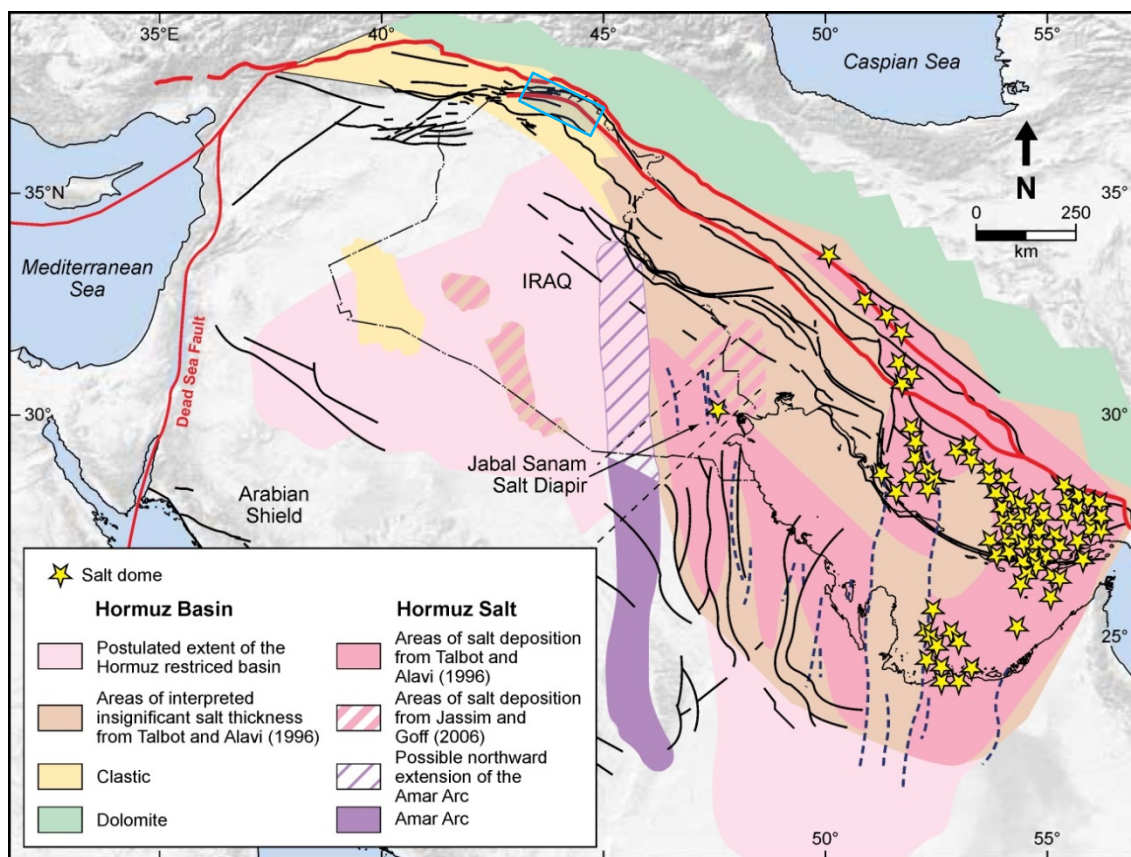 35°E
40°
45°
50°
55°
Caspian Sea
N
35°N
35°
0 250
km
Mediterranean
Sea
IRAQ
Dead Sea Fault
30°
30°
Jabal Sanam
Salt Diapir
Arabian
Shield
25°
50°
55°
Salt dome
Hormuz Basin
Postulated extent of the
Hormuz restriced basin
Areas of interpreted
insignificant salt thickness
from Talbot and Alavi (1996)
Clastic
Dolomite
Hormuz Salt
Areas of salt deposition
from Talbot and
Alavi (1996)
Areas of salt deposition
from Jassim and
Goff (2006)
Possible northward
extension of the
Amar Arc
Amar Arc